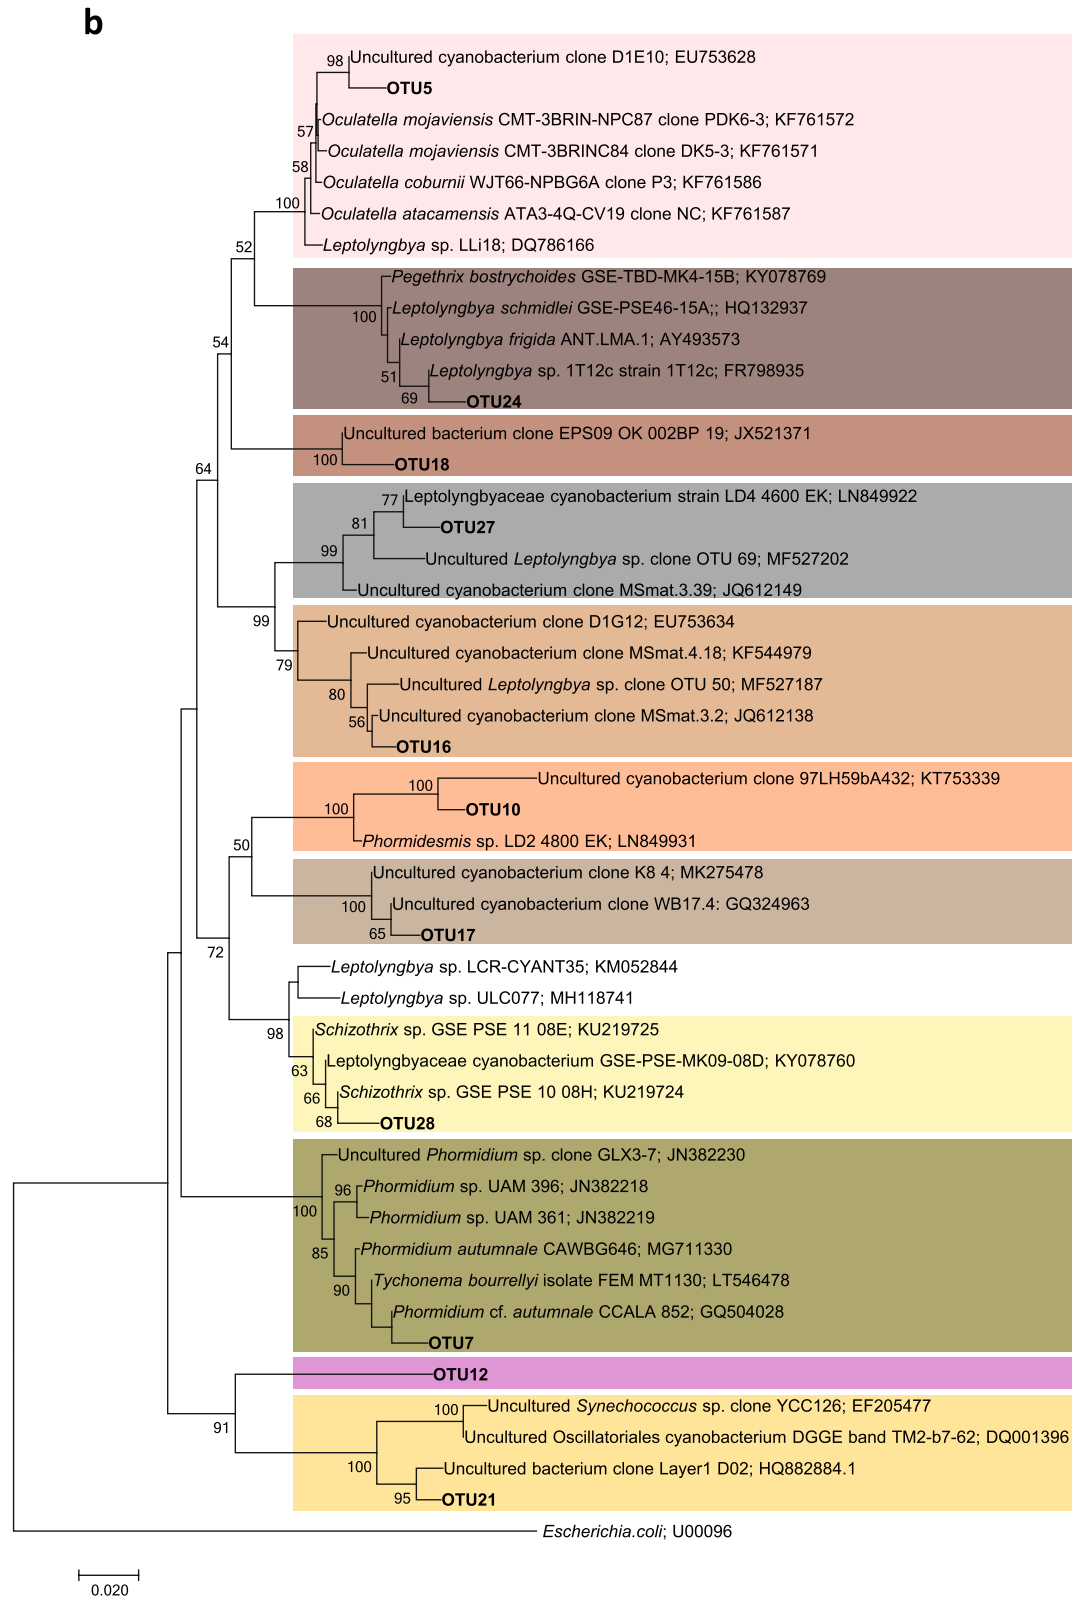 b
98 Uncultured cyanobacterium clone D1E10; EU753628
OTU5
57 Oculatella mojaviensis CMT-3BRIN-NPC87 clone PDK6-3; KF761572
Oculatella mojaviensis CMT-3BRINC84 clone DK5-3; KF761571
58
Oculatella coburnii WJT66-NPBG6A clone P3; KF761586
100 Oculatella atacamensis ATA3-4Q-CV19 clone NC; KF761587
52 Leptolyngbya sp. LLi18; DQ786166
Pegethrix bostrychoides GSE-TBD-MK4-15B; KY078769
100 Leptolyngbya schmidlei GSE-PSE46-15A;; HQ132937
54 Leptolyngbya frigida ANT.LMA.1; AY493573
51 Leptolyngbya sp. 1T12c strain 1T12c; FR798935
69 OTU24
Uncultured bacterium clone EPS09 OK 002BP 19; JX521371
100 OTU18
64
77 Leptolyngbyaceae cyanobacterium strain LD4 4600 EK; LN849922
81 OTU27
99 Uncultured Leptolyngbya sp. clone OTU 69; MF527202
Uncultured cyanobacterium clone MSmat.3.39; JQ612149
99 Uncultured cyanobacterium clone D1G12; EU753634
79 Uncultured cyanobacterium clone MSmat.4.18; KF544979
80 Uncultured Leptolyngbya sp. clone OTU 50; MF527187
56 Uncultured cyanobacterium clone MSmat.3.2; JQ612138
OTU16
100 Uncultured cyanobacterium clone 97LH59bA432; KT753339
100 OTU10
50 Phormidesmis sp. LD2 4800 EK; LN849931
Uncultured cyanobacterium clone K8 4; MK275478
100 Uncultured cyanobacterium clone WB17.4: GQ324963
65 OTU17
72
Leptolyngbya sp. LCR-CYANT35; KM052844
Leptolyngbya sp. ULC077; MH118741
98 Schizothrix sp. GSE PSE 11 08E; KU219725
63 Leptolyngbyaceae cyanobacterium GSE-PSE-MK09-08D; KY078760
66 Schizothrix sp. GSE PSE 10 08H; KU219724
68 OTU28
Uncultured Phormidium sp. clone GLX3-7; JN382230
96 Phormidium sp. UAM 396; JN382218
100 Phormidium sp. UAM 361; JN382219
85 Phormidium autumnale CAWBG646; MG711330
90 Tychonema bourrellyi isolate FEM MT1130; LT546478
Phormidium cf. autumnale CCALA 852; GQ504028
OTU7
OTU12
100 Uncultured Synechococcus sp. clone YCC126; EF205477
91
Uncultured Oscillatoriales cyanobacterium DGGE band TM2-b7-62; DQ001396
100 Uncultured bacterium clone Layer1 D02; HQ882884.1
95 OTU21
Escherichia.coli; U00096
0.020